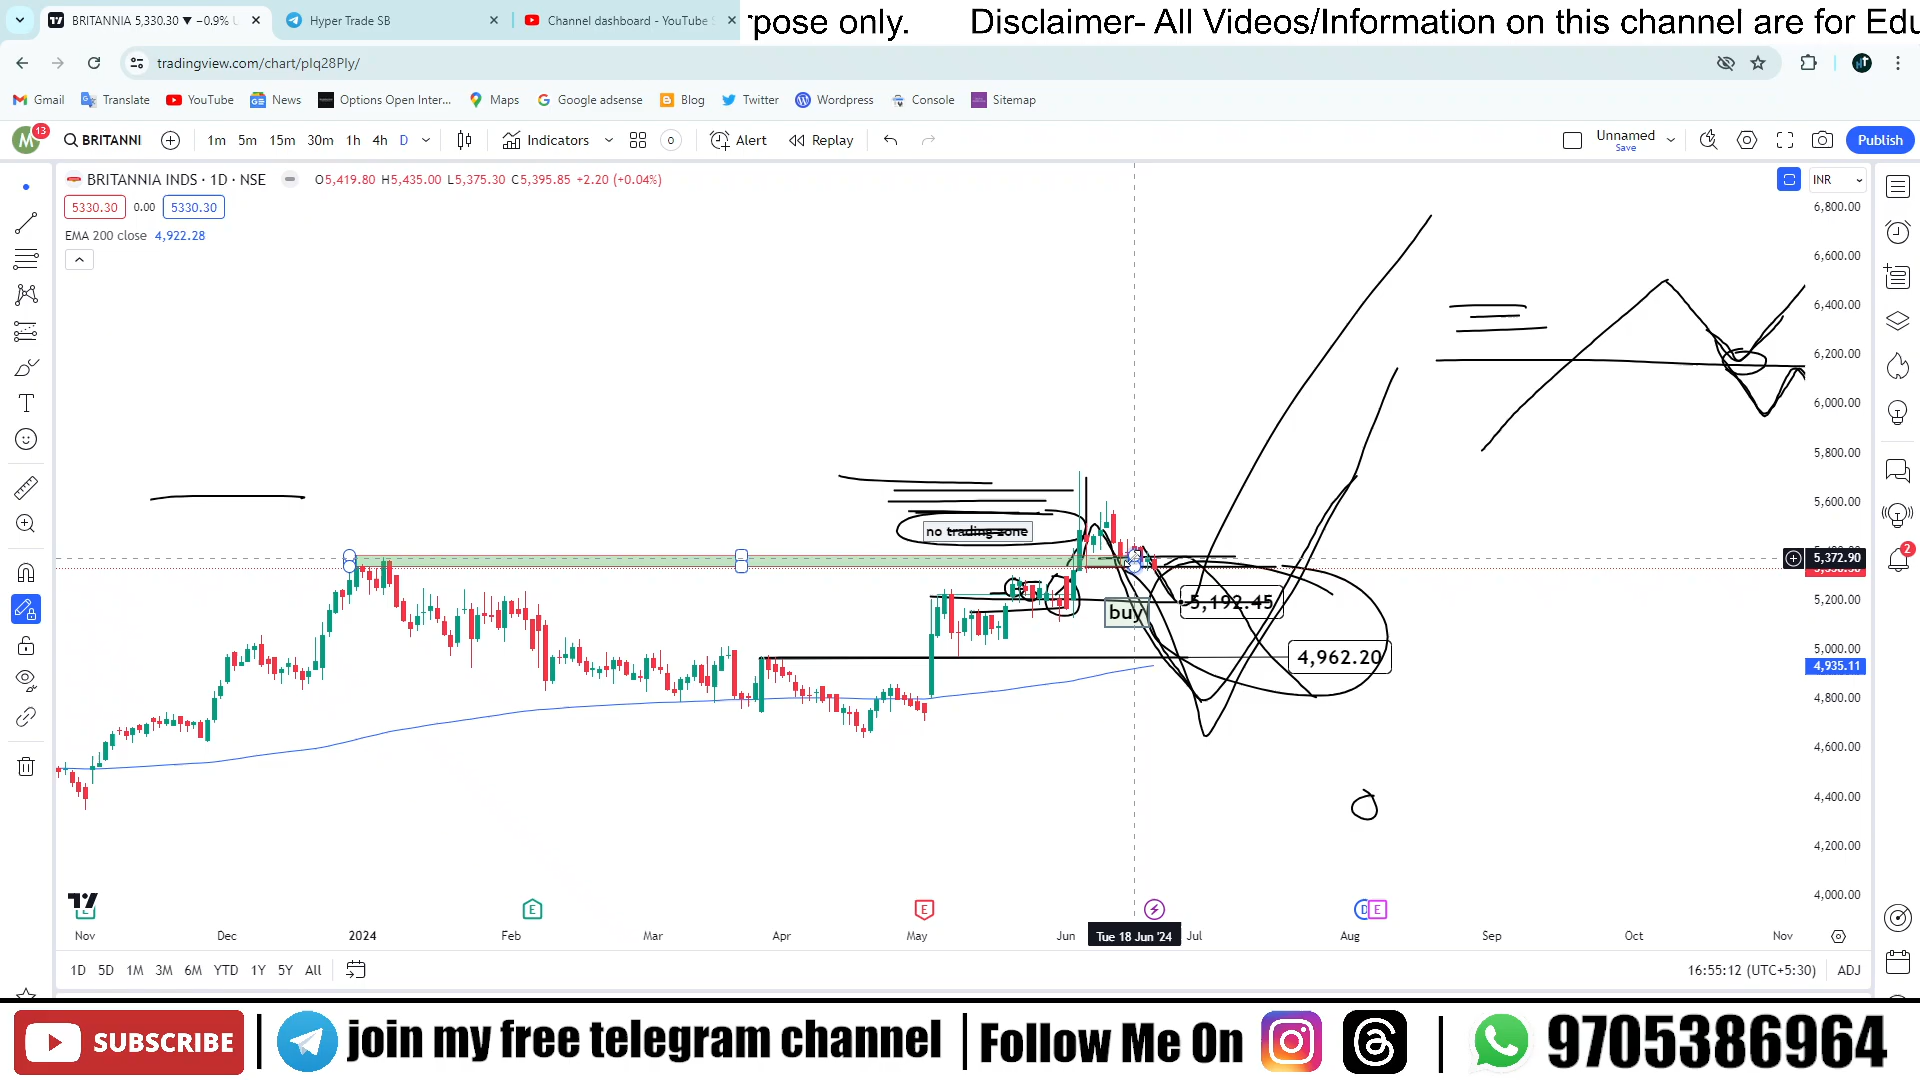 BRITANNIA 5,330.30 ▼ −0.9% U
Hyper Trade SB
Channel dashboard - YouTube S
pose only.
Disclaimer- All Videos/Information on this channel are for Edu
tradingview.com/chart/pIq28Ply/
Gmail
Translate
YouTube
News
Options Open Inter...
Maps
Google adsense
Blog
Twitter
Wordpress
Console
Sitemap
M
13
BRITANNI
1m 5m 15m 30m 1h 4h D
Indicators
Alert
Replay
Unnamed
Save
Publish
BRITANNIA INDS · 1D · NSE
O5,419.80 H5,435.00 L5,375.30 C5,395.85 +2.20 (+0.04%)
INR
5330.30 0.00 5330.30
EMA 200 close 4,922.28
6,800.00
6,600.00
6,400.00
6,200.00
6,000.00
5,800.00
5,600.00
no trading zone
5,372.90
5,200.00
buy
5,192.45
5,000.00
4,962.20
4,935.11
4,800.00
4,600.00
4,400.00
4,200.00
4,000.00
E
E
D
E
2
Nov Dec 2024 Feb Mar Apr May Jun Tue 18 Jun '24 Jul Aug Sep Oct Nov
1D 5D 1M 3M 6M YTD 1Y 5Y All
16:55:12 (UTC+5:30) ADJ
SUBSCRIBE
join my free telegram channel
Follow Me On
9705386964